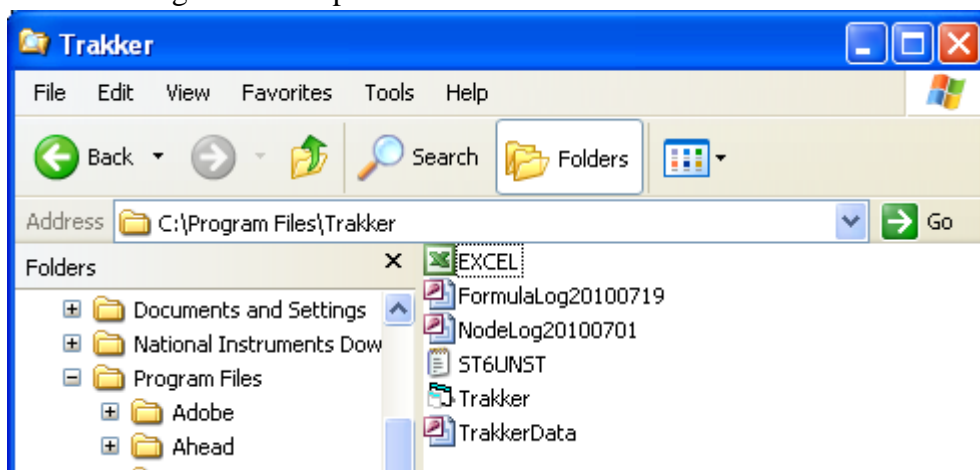 Trakker
File Edit View Favorites Tools Help
Back Search Folders
Address C:\Program Files\Trakker Go
Folders
Documents and Settings
National Instruments Dow
Program Files
Adobe
Ahead
EXCEL
FormulaLog20100719
NodeLog20100701
ST6UNST
Trakker
TrakkerData